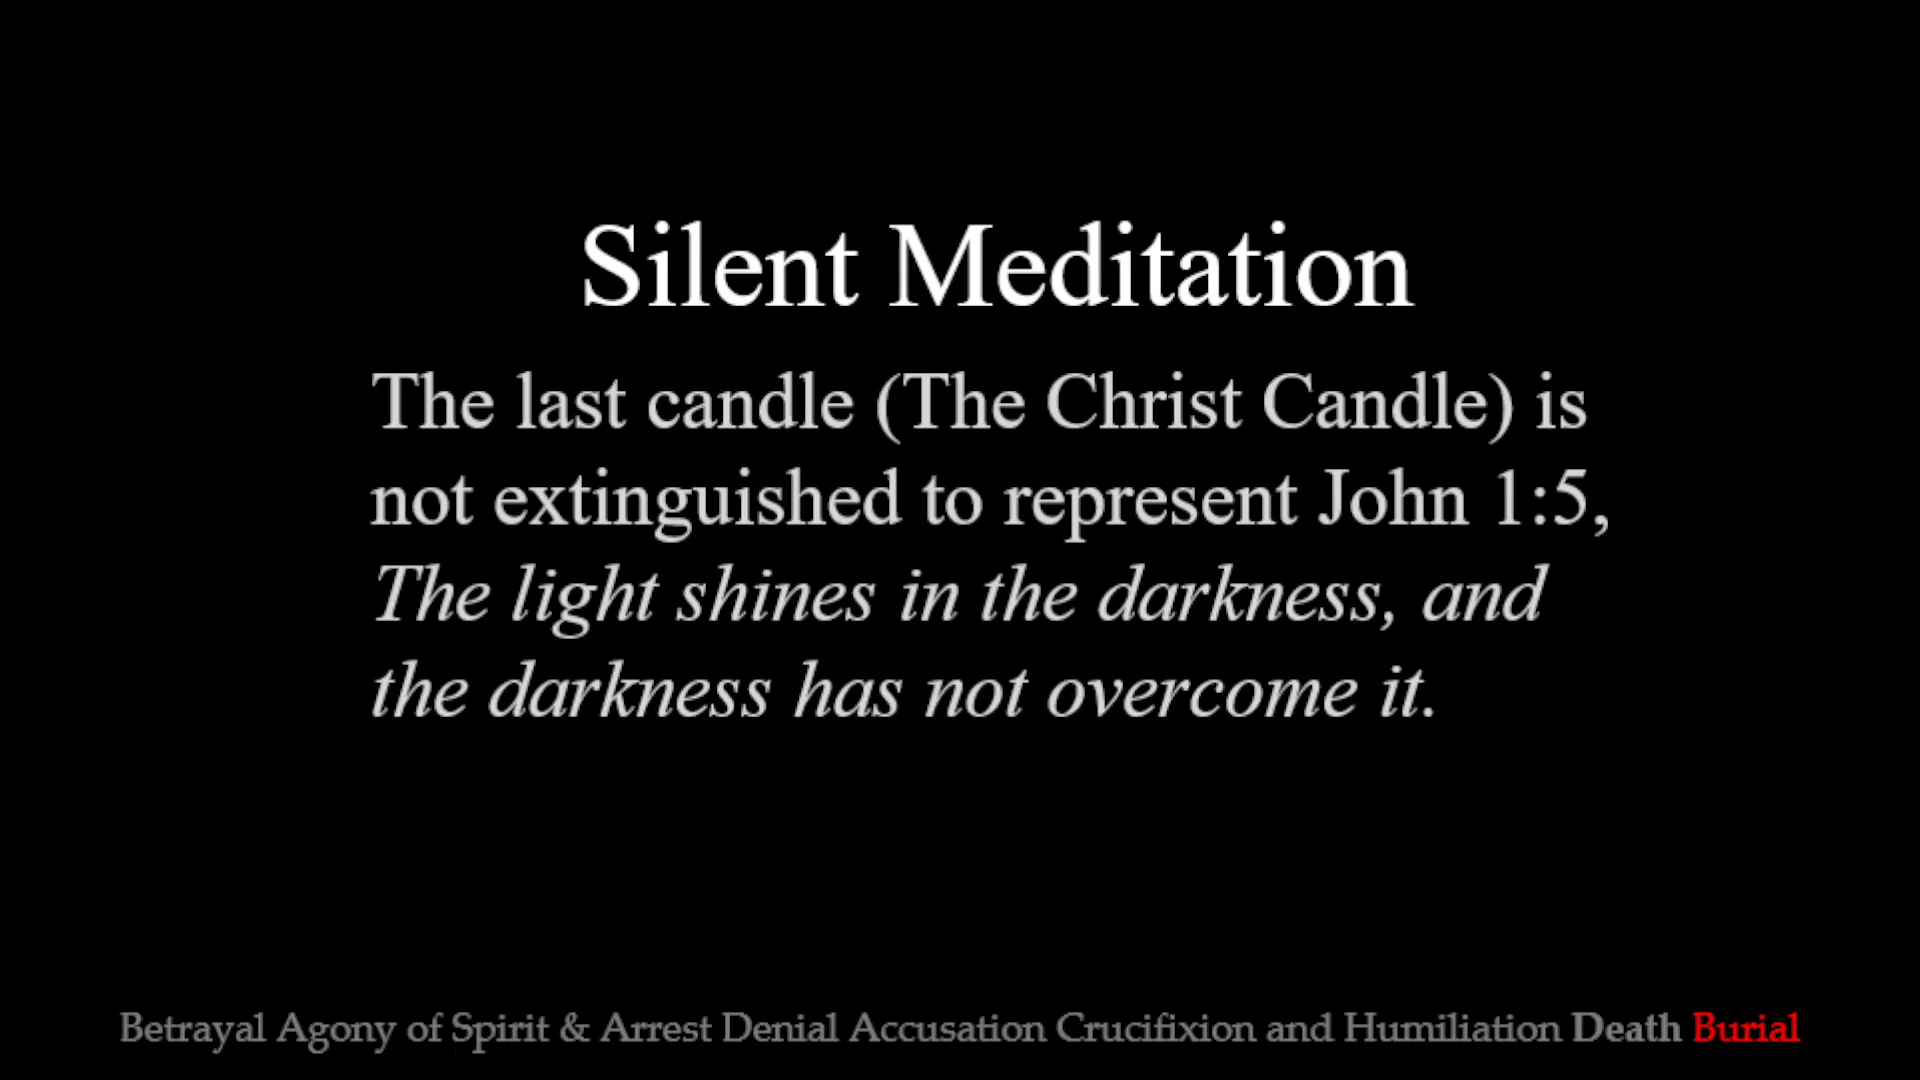 Silent Meditation
The last candle (The Christ Candle) is
not extinguished to represent John 1:5,
The light shines in the darkness, and
the darkness has not overcome it.
Betrayal Agony of Spirit & Arrest Denial Accusation Crucifixion and Humiliation Death Burial